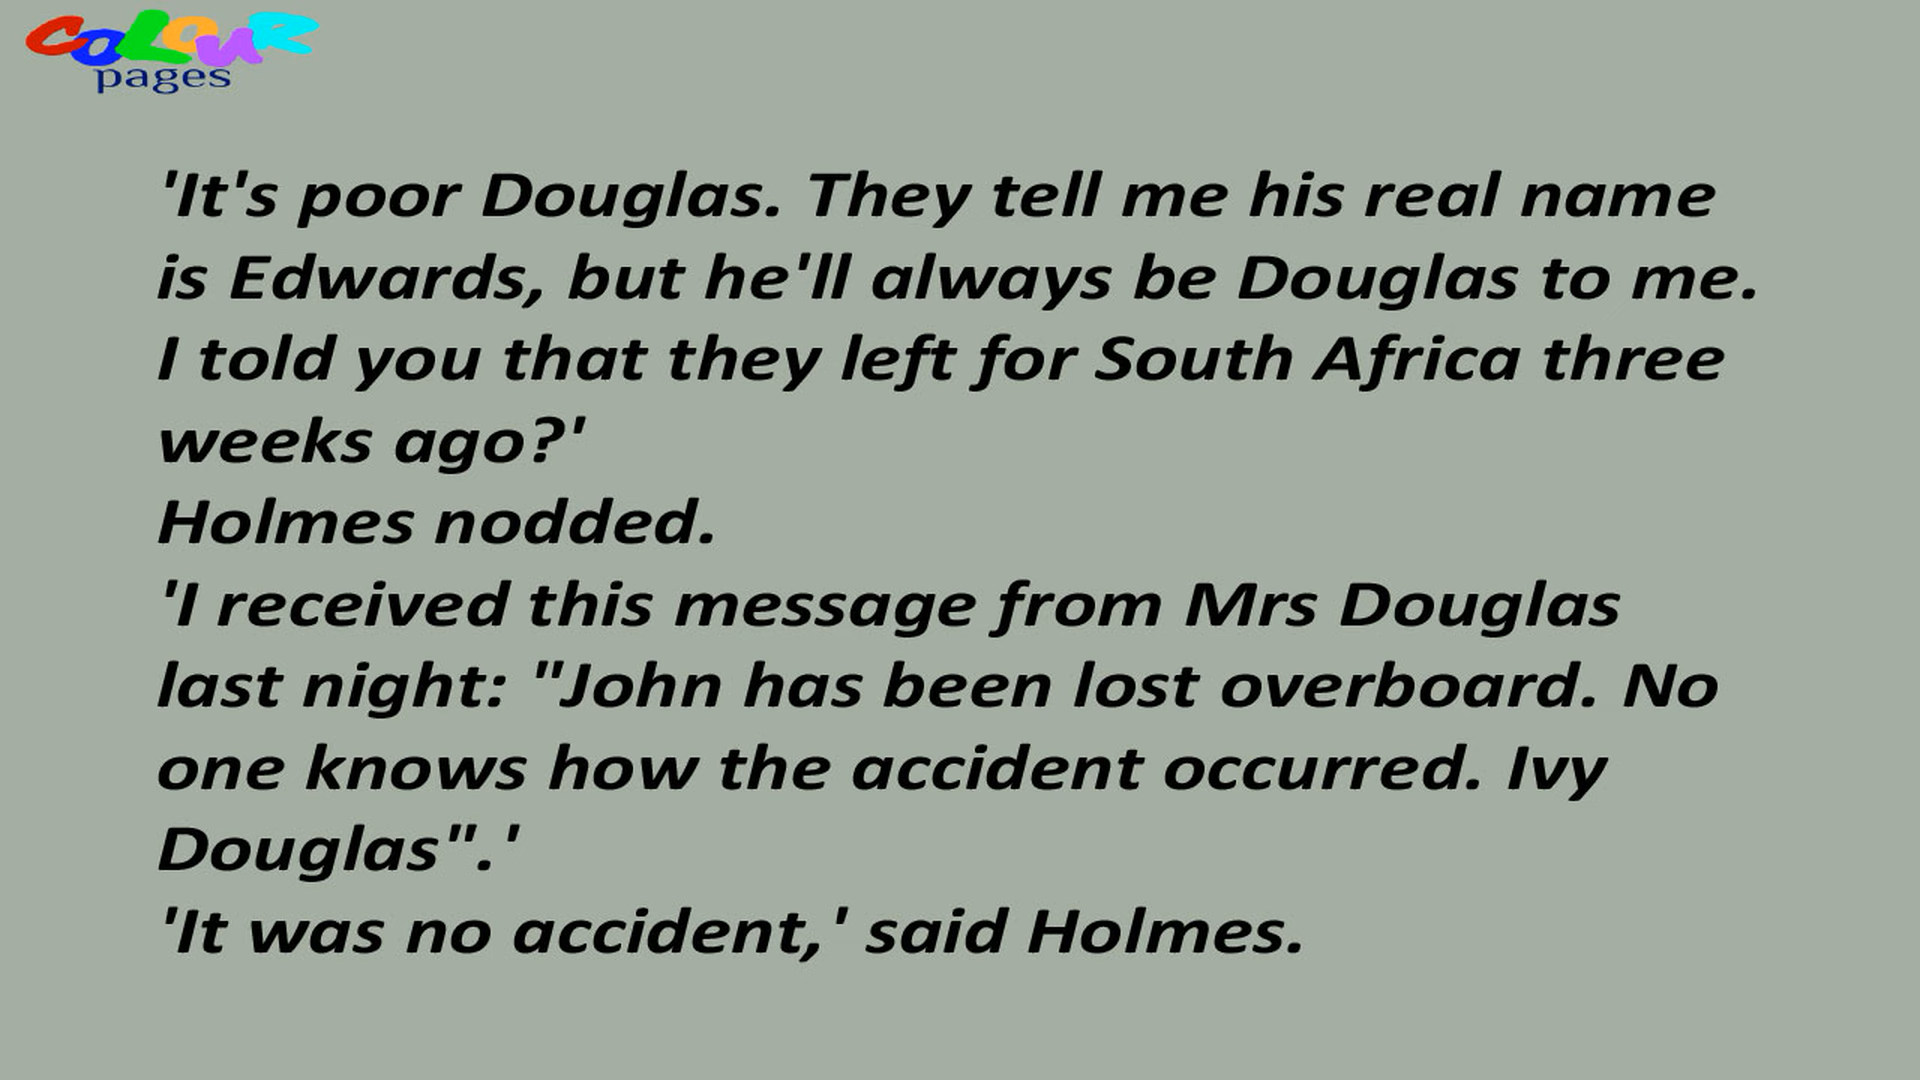 COLOUR
pages
'It's poor Douglas. They tell me his real name
is Edwards, but he'll always be Douglas to me.
I told you that they left for South Africa three
weeks ago?'
Holmes nodded.
'I received this message from Mrs Douglas
last night: "John has been lost overboard. No
one knows how the accident occurred. Ivy
Douglas".'
'It was no accident,' said Holmes.